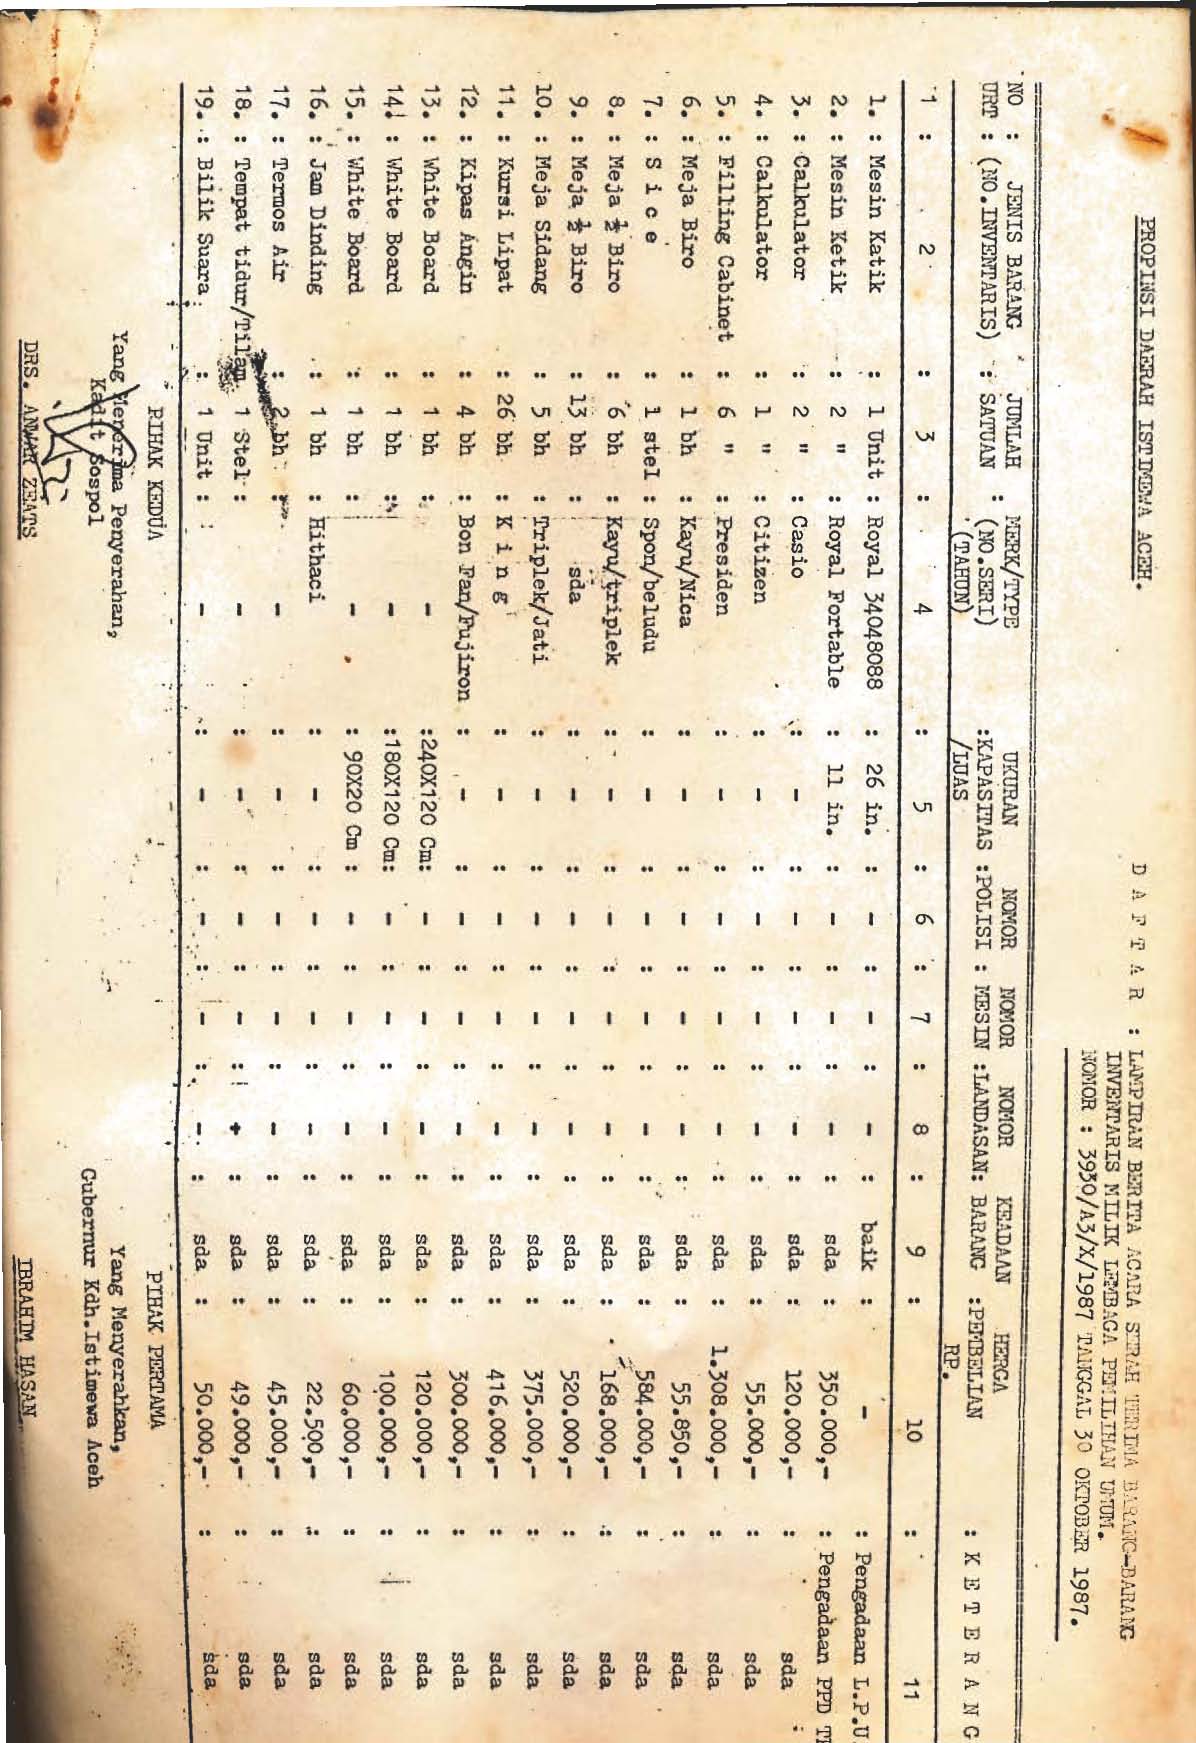 PROPINSI DAERAH ISTIMEWA ACEH.
D A F T A R : LAMPIRAN BERITA ACARA SERAH TERIMA BARANG-BARANG
INVENTARIS MILIK LEMBAGA PEMILIHAN UMUM.
NOMOR : 3930/A3/X/1987 TANGGAL 30 OKTOBER 1987.
NO : JENIS BARANG JUMLAH : MERK/TYPE UKURAN NOMOR NOMOR NOMOR KEADAAN HERGA
URT : (NO.INVENTARIS) : SATUAN (NO.SERI) :KAPASITAS :POLISI : MESIN :LANDASAN: BARANG :PEMBELIAN : K E T E R A N G
(TAHUN) /LUAS RP.
1 : 2 : 3 : 4 : 5 : 6 : 7 : 8 : 9 : 10 : 11
1. : Mesin Katik : 1 Unit : Royal 34048088 : 26 in. : - : - : - : baik : - : Pengadaan L.P.U.
2. : Mesin Ketik : 2 " : Royal Portable : 11 in. : - : - : - : sda : 350.000,- : Pengadaan PPD
3. : Calkulator : 2 " : Casio : - : - : - : - : sda : 120.000,- : sda :
4. : Calkulator : 1 " : Citizen : - : - : - : - : sda : 55.000,- : sda
5. : Filling Cabinet : 6 " : Presiden : - : - : - : - : sda : 1.308.000,- : sda
6. : Meja Biro : 1 bh : Kayu/Nica : - : - : - : - : sda : 55.850,- : sda
7. : S i c e : 1 stel : Spon/beludu : - : - : - : - : sda : 584.000,- : sda
8. : Meja ½ Biro : 6 bh : Kayu/triplek : - : - : - : - : sda : 168.000,- : sda
9. : Meja ½ Biro : 13 bh : sda : - : - : - : - : sda : 520.000,- : sda
10. : Meja Sidang : 5 bh : Triplek/Jati : - : - : - : - : sda : 375.000,- : sda
11. : Kursi Lipat : 26 bh : K i n g : - : - : - : - : sda : 416.000,- : sda
12. : Kipas Angin : 4 bh : Bon Fan/Fujiron : - : - : - : - : sda : 300.000,- : sda
13. : White Board : 1 bh : - :240X120 Cm: - : - : - : sda : 120.000,- : sda
14. : White Board : 1 bh : - :180X120 Cm: - : - : - : sda : 100.000,- : sda
15. : White Board : 1 bh : - : 90X20 Cm : - : - : - : sda : 60.000,- : sda
16. : Jam Dinding : 1 bh : Hithaci : - : - : - : - : sda : 22.500,- : sda
17. : Termos Air : 2 bh : - : - : - : - : sda : 45.000,- : sda
18. : Tempat tidur/Tilam : 1 Stel : - : - : - : - : + : sda : 49.000,- : sda
19. : Bilik Suara : 1 Unit : - : - : - : - : - : sda : 50.000,- : sda
PIHAK KEDUA
Yang Menerima Penyerahan,
Kadit Sospol
DRS. ANWAR ZEATS
PIHAK PERTAMA
Yang Menyerahkan,
Gubernur Kdh.Istimewa Aceh
IBRAHIM HASAN